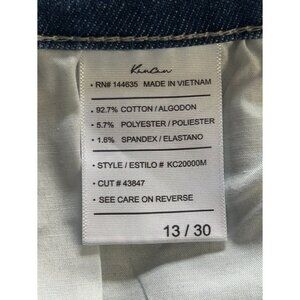 KanCan
• RN# 144635 MADE IN VIETNAM
• 92.7% COTTON / ALGODON
• 5.7% POLYESTER / POLIESTER
• 1.6% SPANDEX / ELASTANO
• STYLE / ESTILO # KC20000M
• CUT # 43847
• SEE CARE ON REVERSE
13 / 30